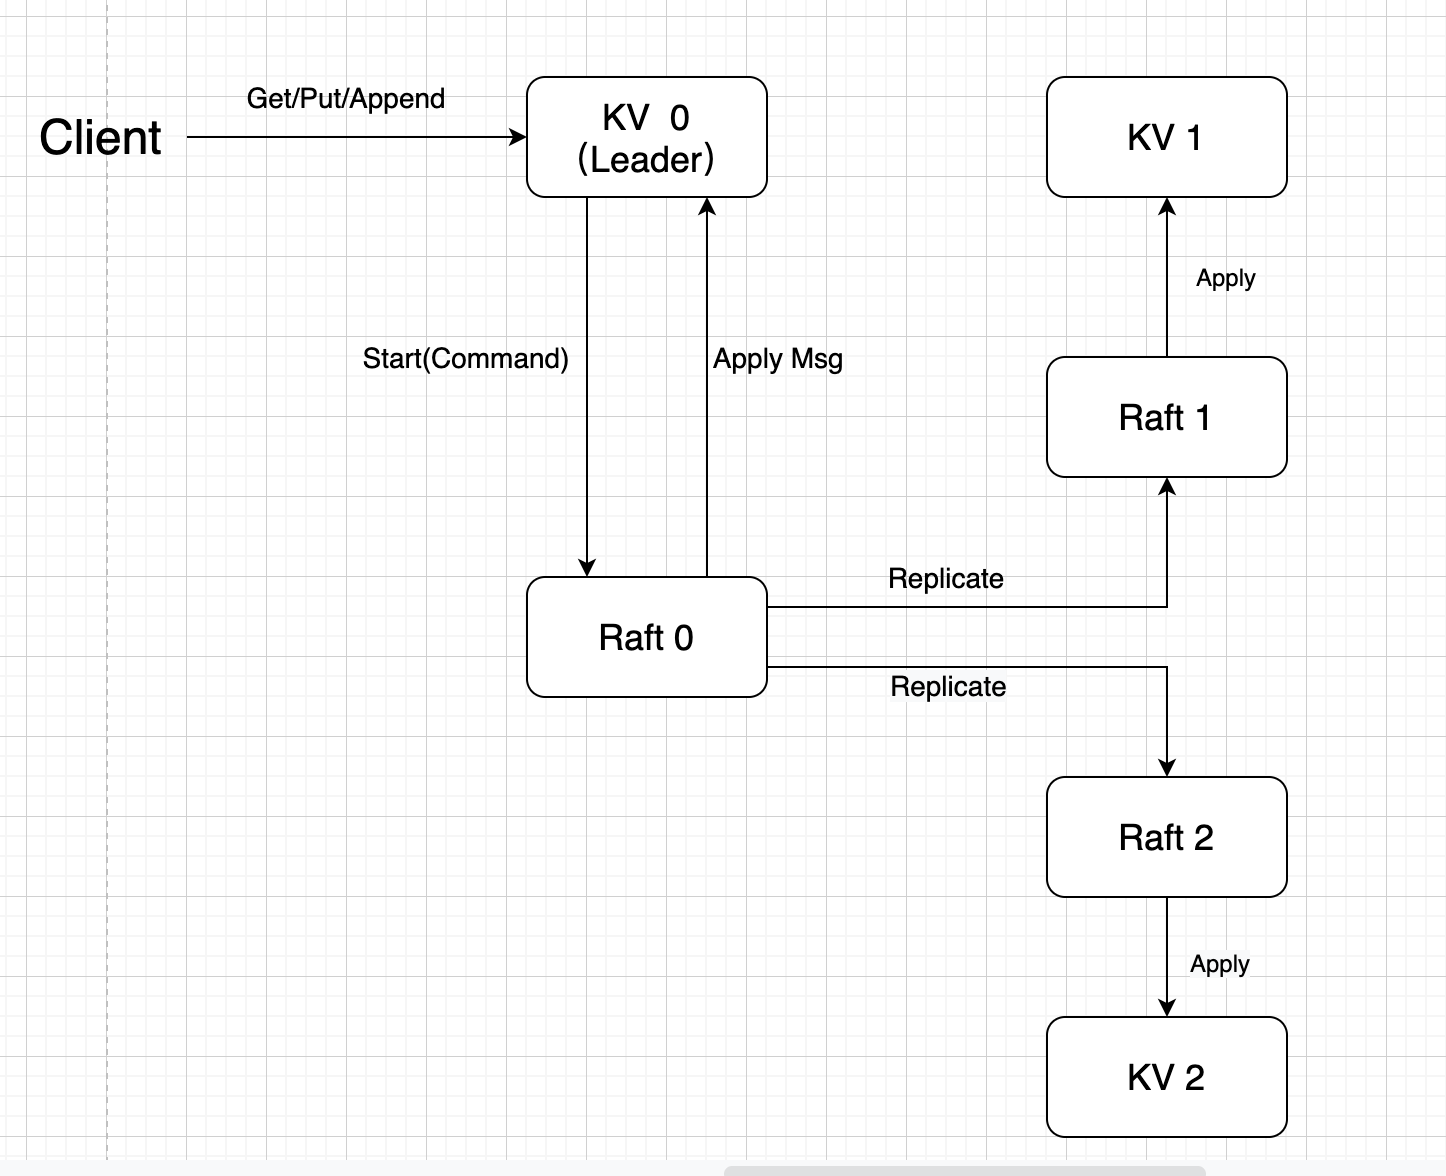 Client
Get/Put/Append
KV 0
(Leader)
KV 1
Apply
Start(Command)
Apply Msg
Raft 1
Replicate
Raft 0
Replicate
Raft 2
Apply
KV 2